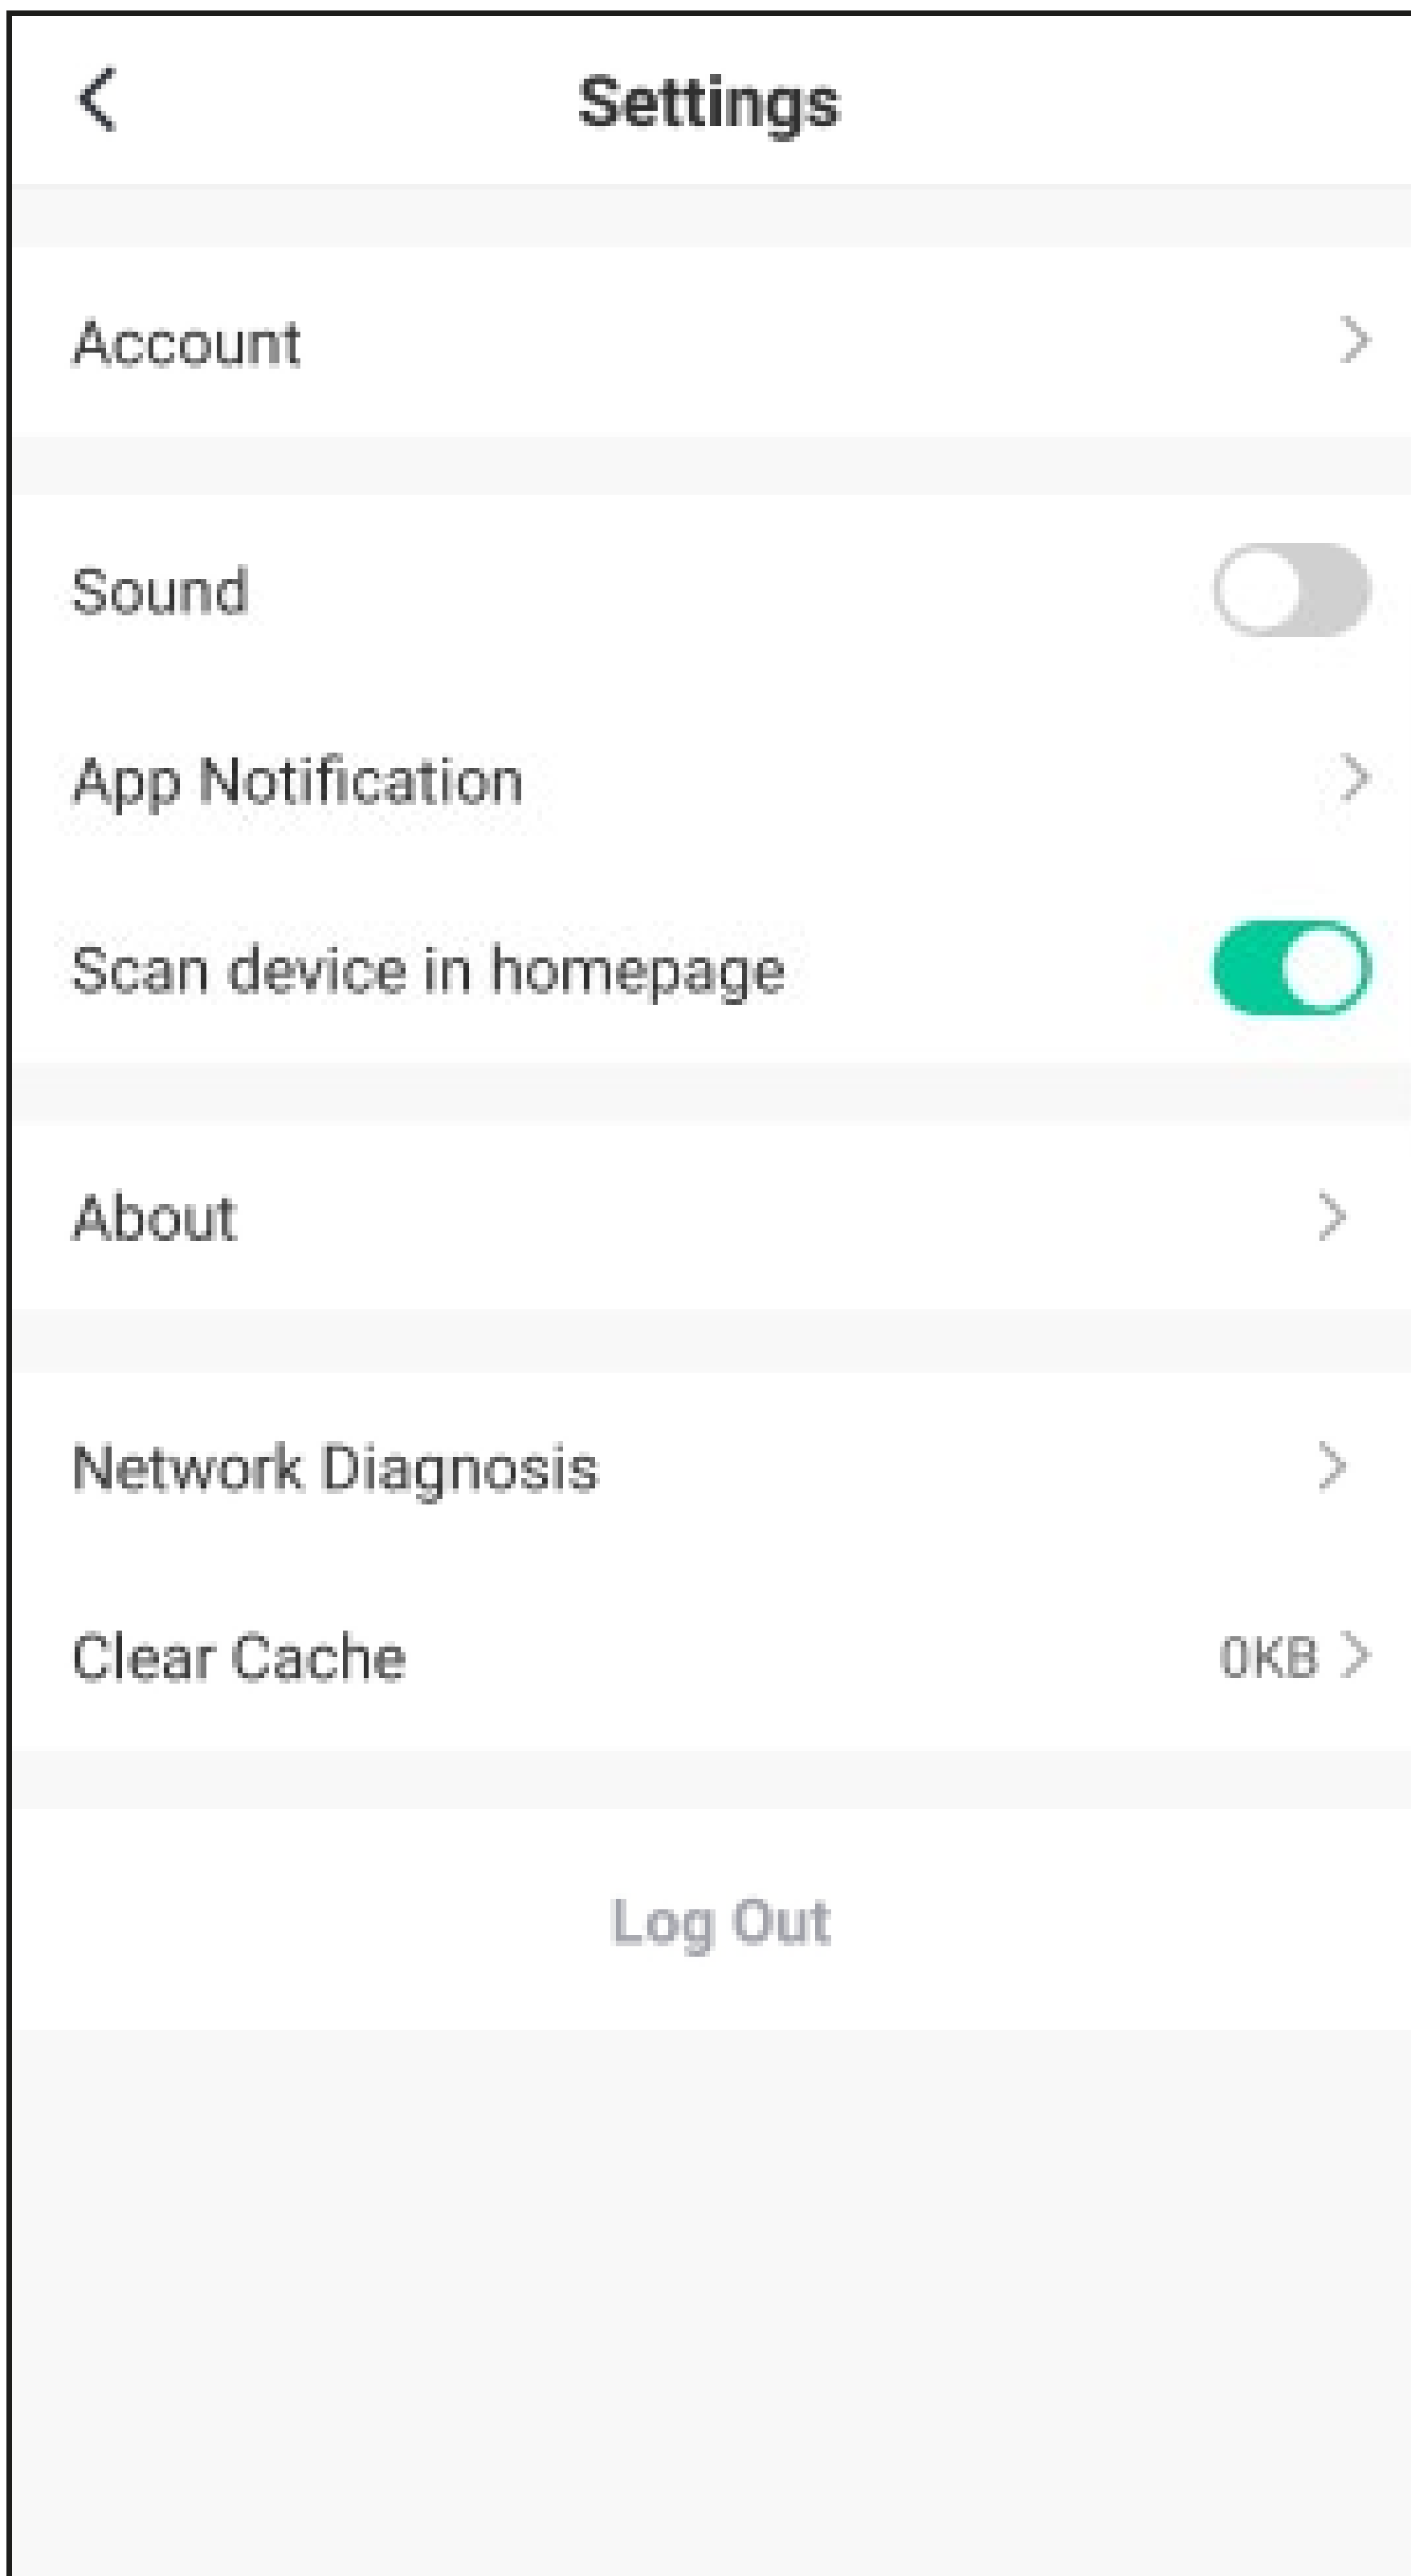 Settings
Account
Sound
App Notification
Scan device in homepage
About
Network Diagnosis
Clear Cache 0KB
Log Out